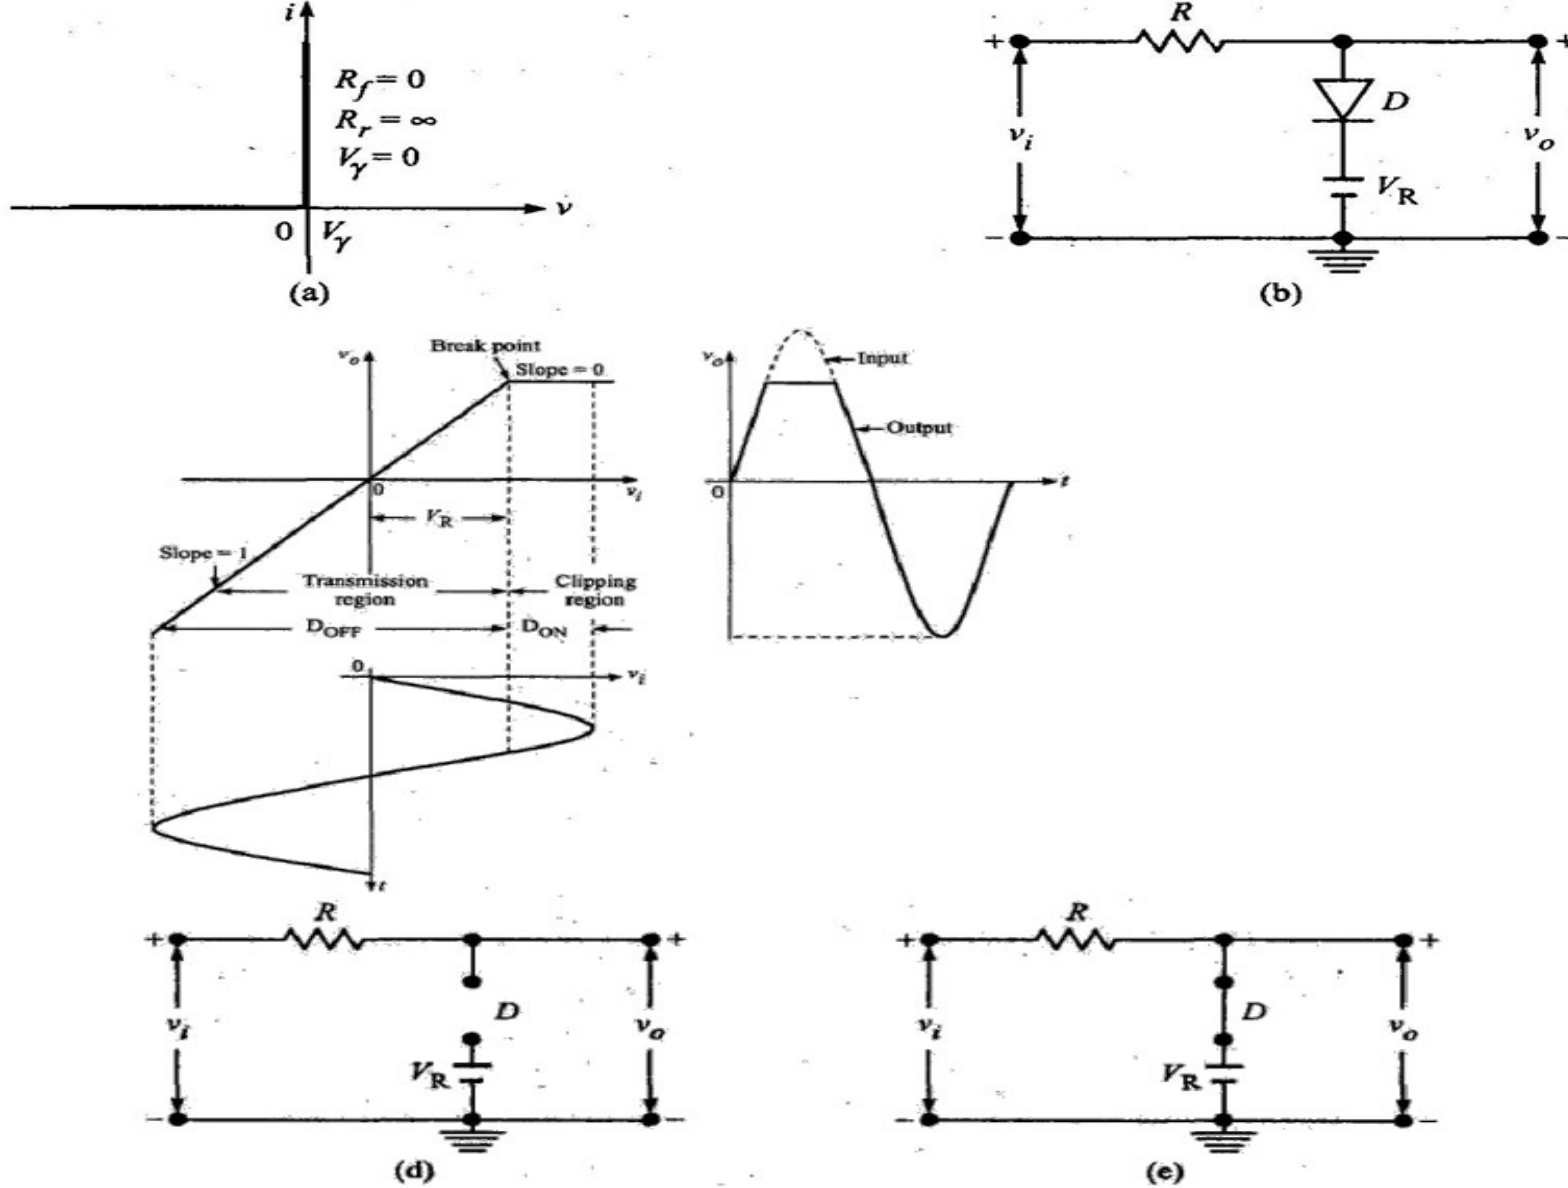 i
R_f = 0
R_r = ∞
V_γ = 0
v
0 V_γ
(a)
R
+ +
D
v_i v_o
V_R
− −
(b)
v_o
Break point
Slope = 0
0
v_i
V_R
Slope = 1
Transmission region
Clipping region
D_OFF
D_ON
0
v_i
t
v_o
Input
Output
0
t
R
+ +
D
v_i v_o
V_R
− −
(d)
R
+ +
D
v_i v_o
V_R
− −
(e)